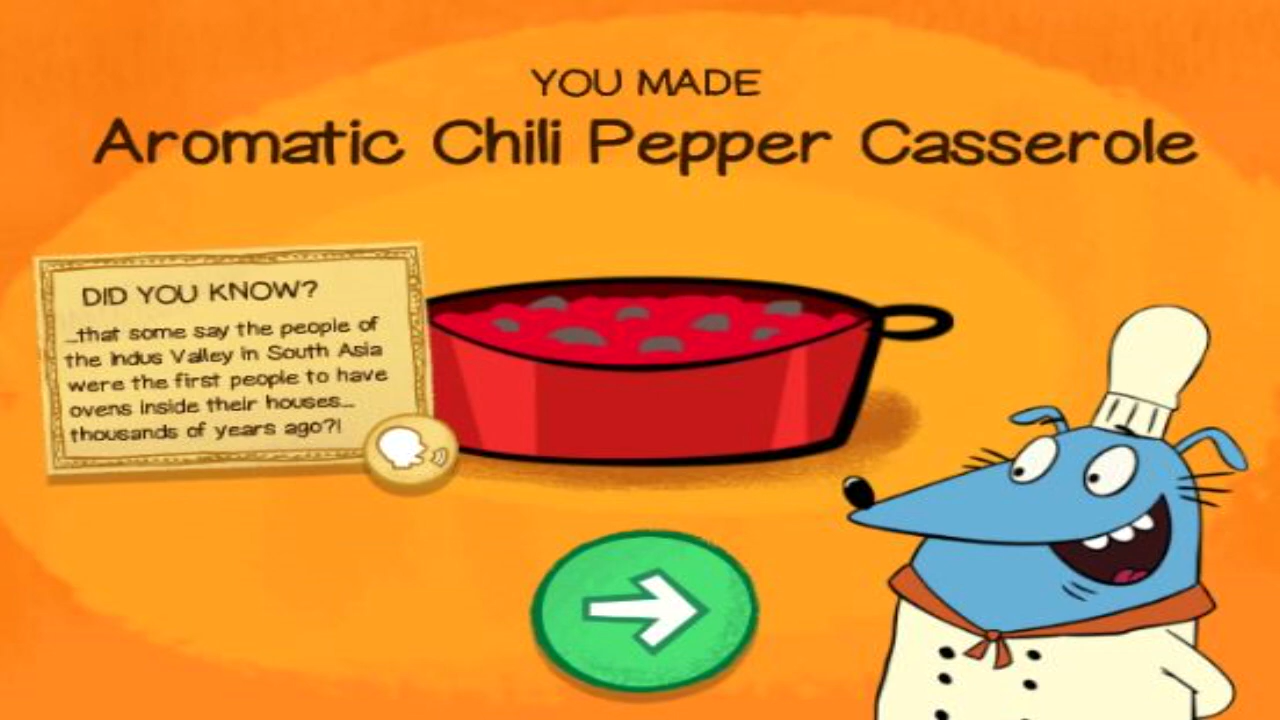 YOU MADE
Aromatic Chili Pepper Casserole
DID YOU KNOW?
...that some say the people of
the Indus Valley in South Asia
were the first people to have
ovens inside their houses...
thousands of years ago?!